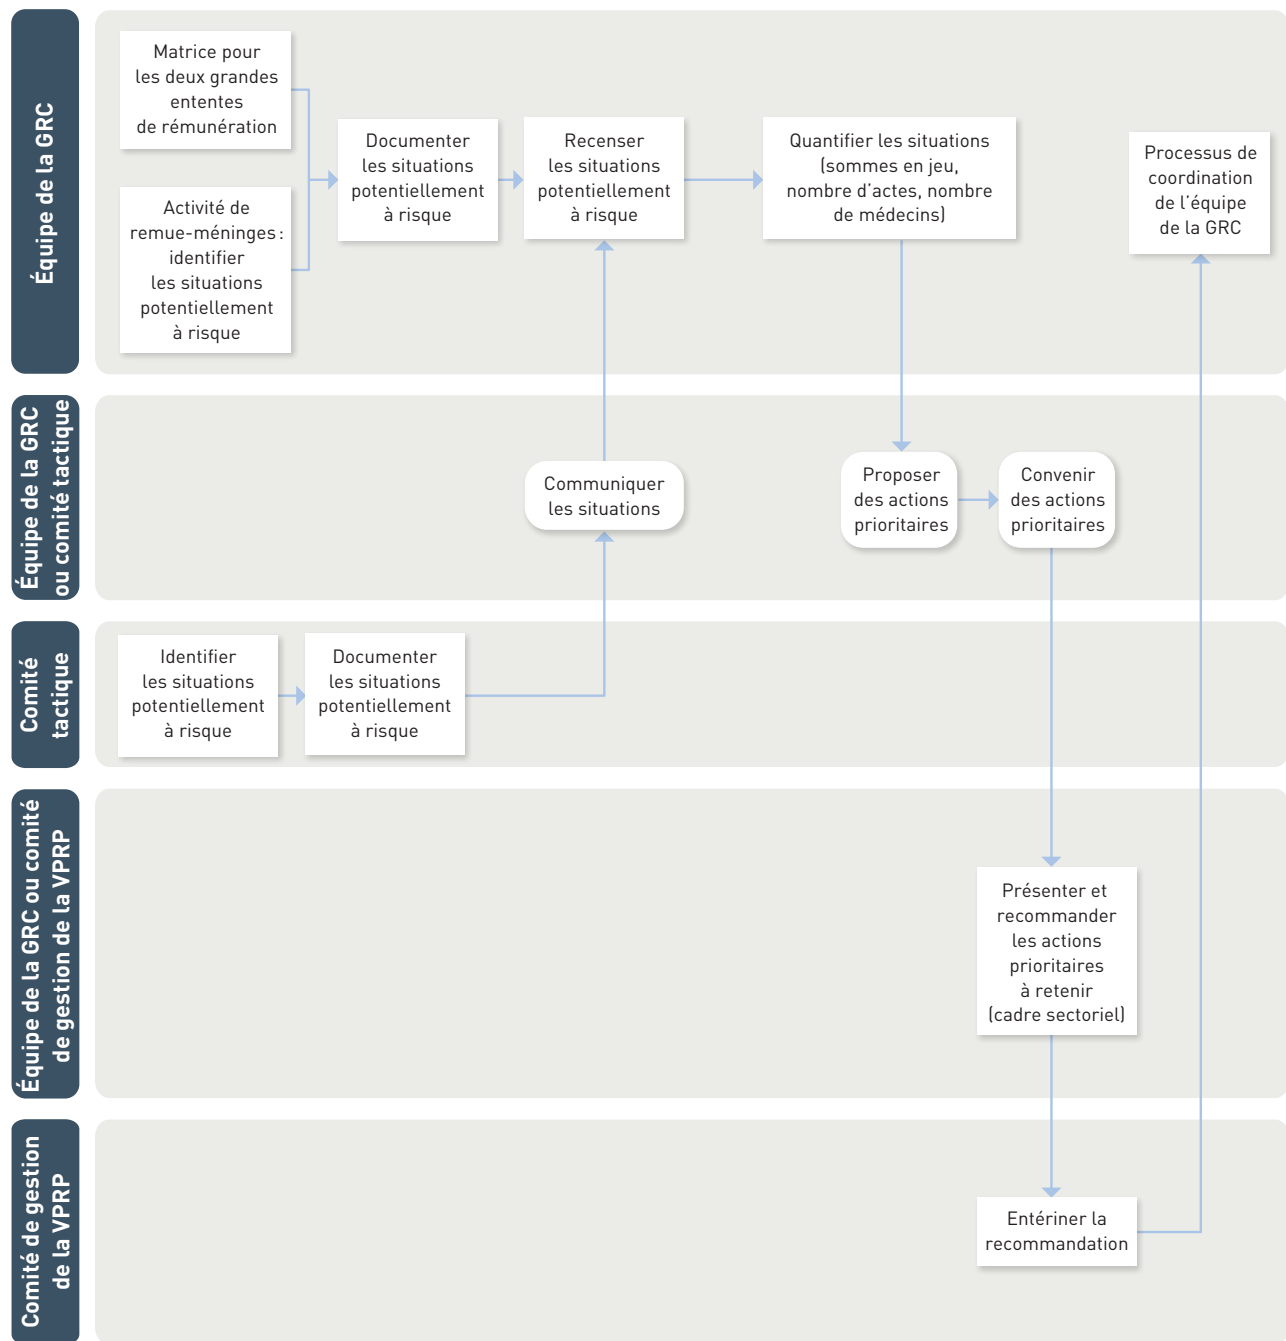 Équipe de la GRC
Matrice pour
les deux grandes
ententes
de rémunération
Activité de
remue-méninges :
identifier
les situations
potentiellement
à risque
Documenter
les situations
potentiellement
à risque
Recenser
les situations
potentiellement
à risque
Quantifier les situations
(sommes en jeu,
nombre d'actes, nombre
de médecins)
Processus de
coordination
de l'équipe
de la GRC
Équipe de la GRC
ou comité tactique
Communiquer
les situations
Proposer
des actions
prioritaires
Convenir
des actions
prioritaires
Comité
tactique
Identifier
les situations
potentiellement
à risque
Documenter
les situations
potentiellement
à risque
Équipe de la GRC ou comité
de gestion de la VPRP
Présenter et
recommander
les actions
prioritaires
à retenir
(cadre sectoriel)
Comité de gestion
de la VPRP
Entériner la
recommandation